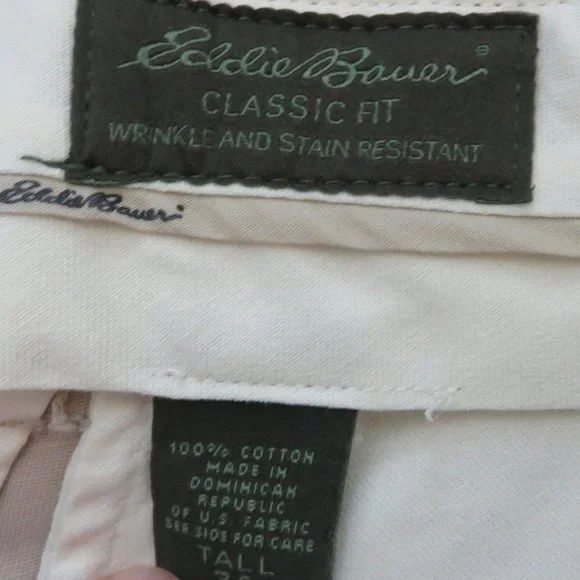 Eddie Bauer ®
CLASSIC FIT
WRINKLE AND STAIN RESISTANT
Eddie Bauer
100% COTTON
MADE IN
DOMINICAN
REPUBLIC
OF U.S. FABRIC
SEE SIDE FOR CARE
TALL